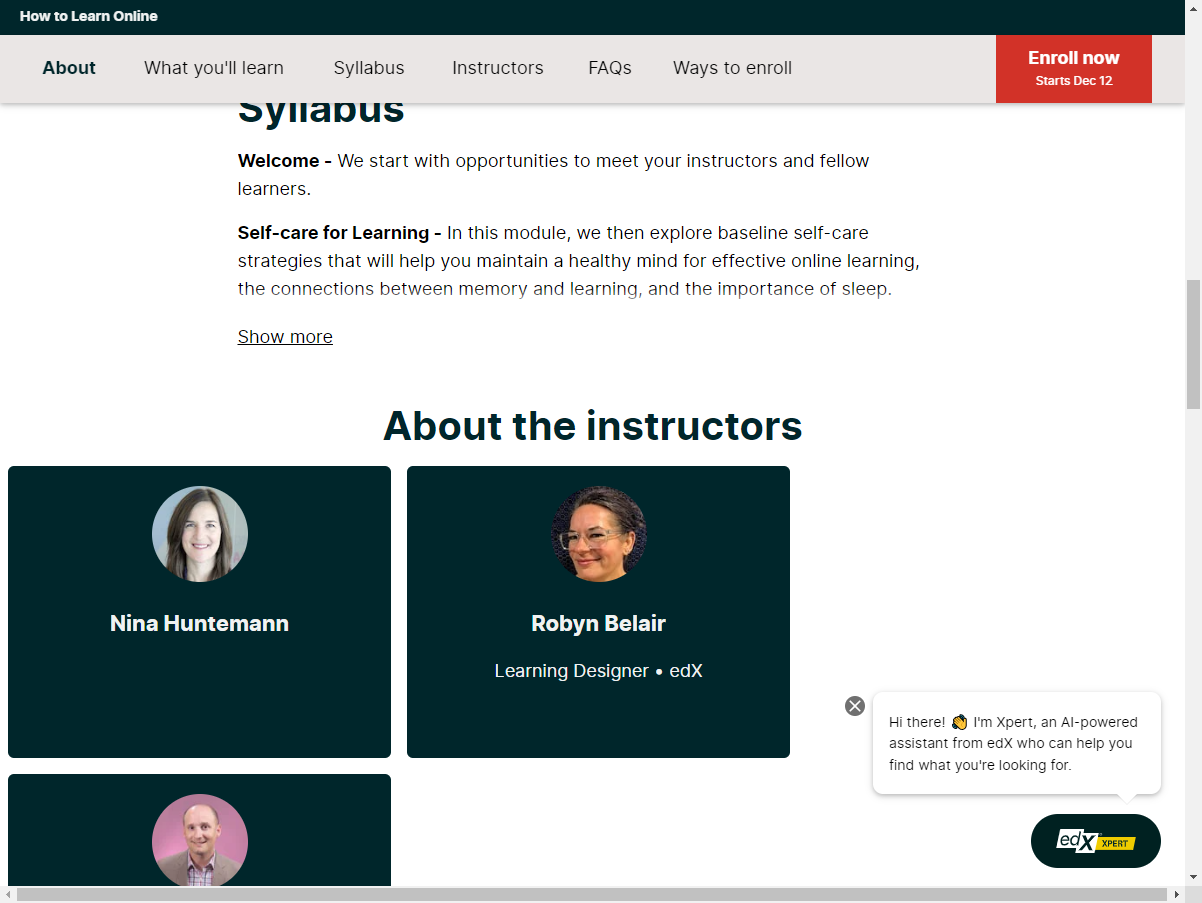 How to Learn Online
About What you'll learn Syllabus Instructors FAQs Ways to enroll
Enroll now
Starts Dec 12
Syllabus
Welcome - We start with opportunities to meet your instructors and fellow
learners.
Self-care for Learning - In this module, we then explore baseline self-care
strategies that will help you maintain a healthy mind for effective online learning,
the connections between memory and learning, and the importance of sleep.
Show more
About the instructors
Nina Huntemann
Robyn Belair
Learning Designer • edX
Hi there! 👏 I'm Xpert, an AI-powered
assistant from edX who can help you
find what you're looking for.
edX XPERT